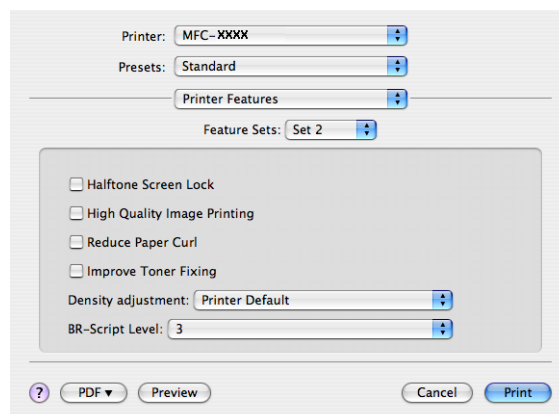 Printer: MFC-XXXX
Presets: Standard
Printer Features
Feature Sets: Set 2
Halftone Screen Lock
High Quality Image Printing
Reduce Paper Curl
Improve Toner Fixing
Density adjustment: Printer Default
BR-Script Level: 3
? PDF ▼ Preview Cancel Print